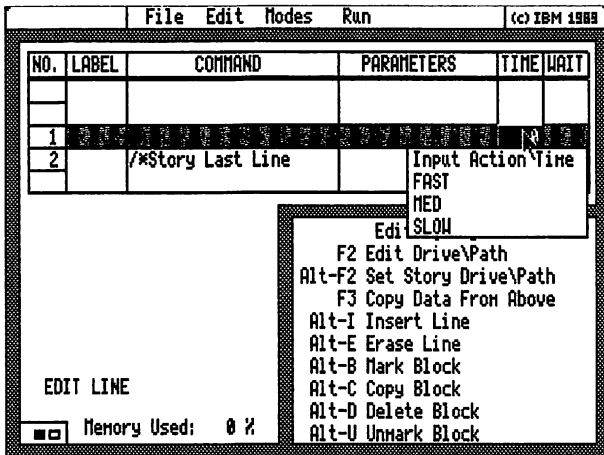 File Edit Modes Run (c) IBM 1989
NO. LABEL COMMAND PARAMETERS TIME WAIT
1
2 /*Story Last Line
Input Action\Time
FAST
MED
SLOW
Edi
F2 Edit Drive\Path
Alt-F2 Set Story Drive\Path
F3 Copy Data From Above
Alt-I Insert Line
Alt-E Erase Line
Alt-B Mark Block
Alt-C Copy Block
Alt-D Delete Block
Alt-U Unmark Block
EDIT LINE
Memory Used: 0 %